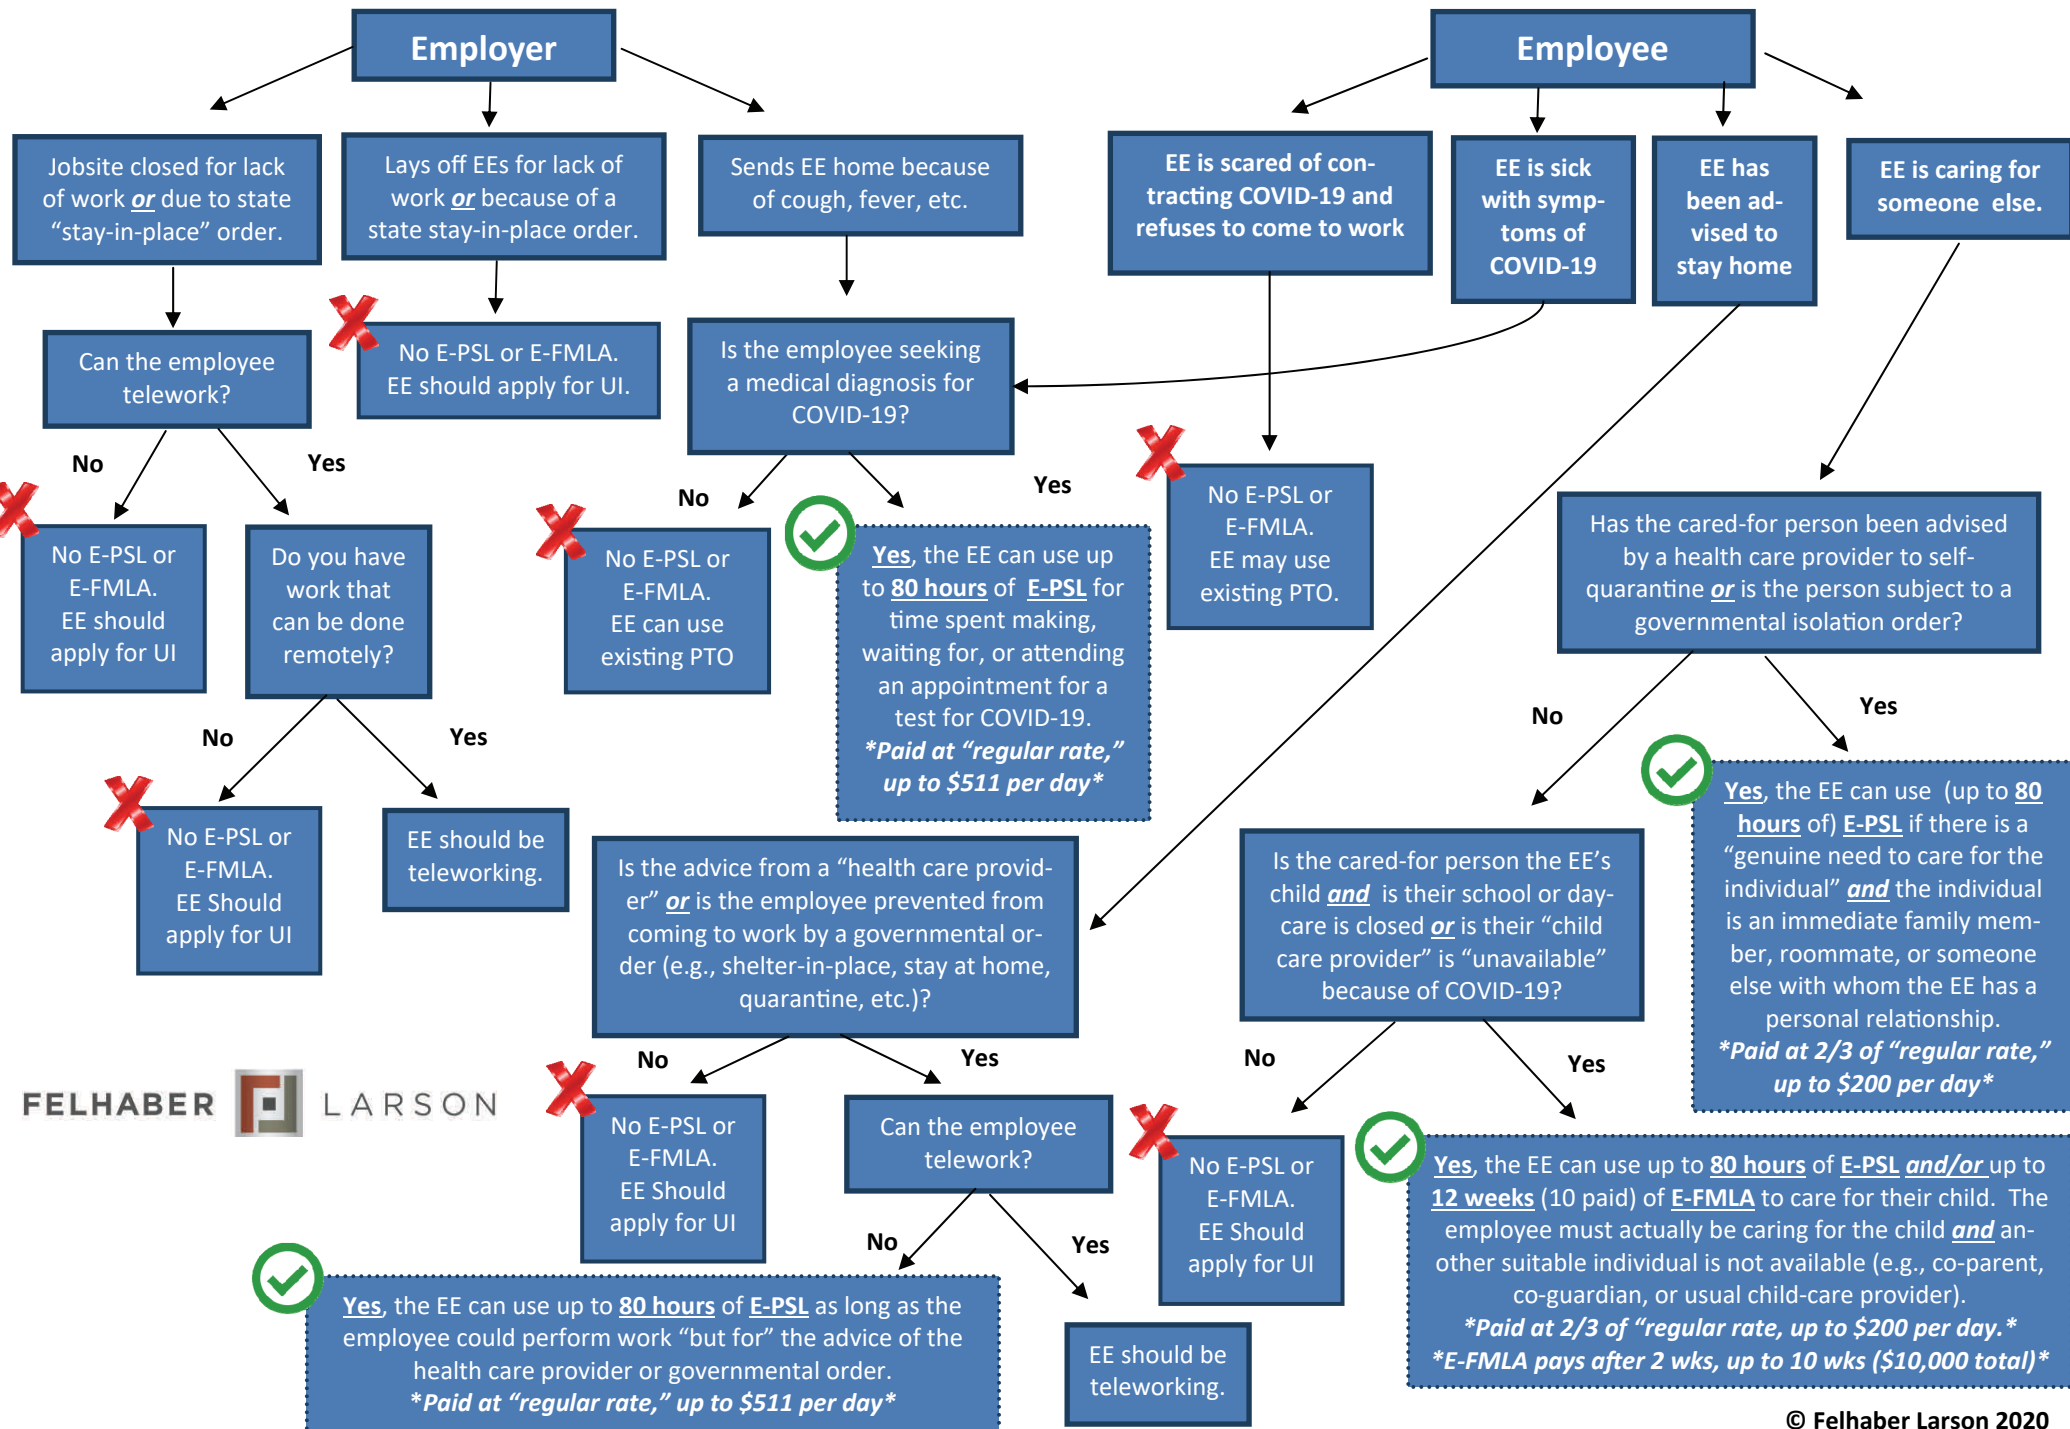 Employer
Employee
Jobsite closed for lack
of work or due to state
“stay-in-place” order.
Lays off EEs for lack of
work or because of a
state stay-in-place order.
Sends EE home because
of cough, fever, etc.
EE is scared of con-
tracting COVID-19 and
refuses to come to work
EE is sick
with symp-
toms of
COVID-19
EE has
been ad-
vised to
stay home
EE is caring for
someone else.
Can the employee
telework?
No E-PSL or E-FMLA.
EE should apply for UI.
Is the employee seeking
a medical diagnosis for
COVID-19?
No
Yes
No
Yes
No E-PSL or
E-FMLA.
EE should
apply for UI
Do you have
work that
can be done
remotely?
No E-PSL or
E-FMLA.
EE can use
existing PTO
Yes, the EE can use up
to 80 hours of E-PSL for
time spent making,
waiting for, or attending
an appointment for a
test for COVID-19.
*Paid at “regular rate,”
up to $511 per day*
No E-PSL or
E-FMLA.
EE may use
existing PTO.
Has the cared-for person been advised
by a health care provider to self-
quarantine or is the person subject to a
governmental isolation order?
No
Yes
No
Yes
No E-PSL or
E-FMLA.
EE Should
apply for UI
EE should be
teleworking.
Is the advice from a “health care provid-
er” or is the employee prevented from
coming to work by a governmental or-
der (e.g., shelter-in-place, stay at home,
quarantine, etc.)?
Is the cared-for person the EE’s
child and is their school or day-
care is closed or is their “child
care provider” is “unavailable”
because of COVID-19?
Yes, the EE can use (up to 80
hours of) E-PSL if there is a
“genuine need to care for the
individual” and the individual
is an immediate family mem-
ber, roommate, or someone
else with whom the EE has a
personal relationship.
*Paid at 2/3 of “regular rate,”
up to $200 per day*
No
Yes
No
Yes
FELHABER LARSON
No E-PSL or
E-FMLA.
EE Should
apply for UI
Can the employee
telework?
No E-PSL or
E-FMLA.
EE Should
apply for UI
Yes, the EE can use up to 80 hours of E-PSL and/or up to
12 weeks (10 paid) of E-FMLA to care for their child. The
employee must actually be caring for the child and an-
other suitable individual is not available (e.g., co-parent,
co-guardian, or usual child-care provider).
*Paid at 2/3 of “regular rate, up to $200 per day.*
*E-FMLA pays after 2 wks, up to 10 wks ($10,000 total)*
No
Yes
Yes, the EE can use up to 80 hours of E-PSL as long as the
employee could perform work “but for” the advice of the
health care provider or governmental order.
*Paid at “regular rate,” up to $511 per day*
EE should be
teleworking.
© Felhaber Larson 2020